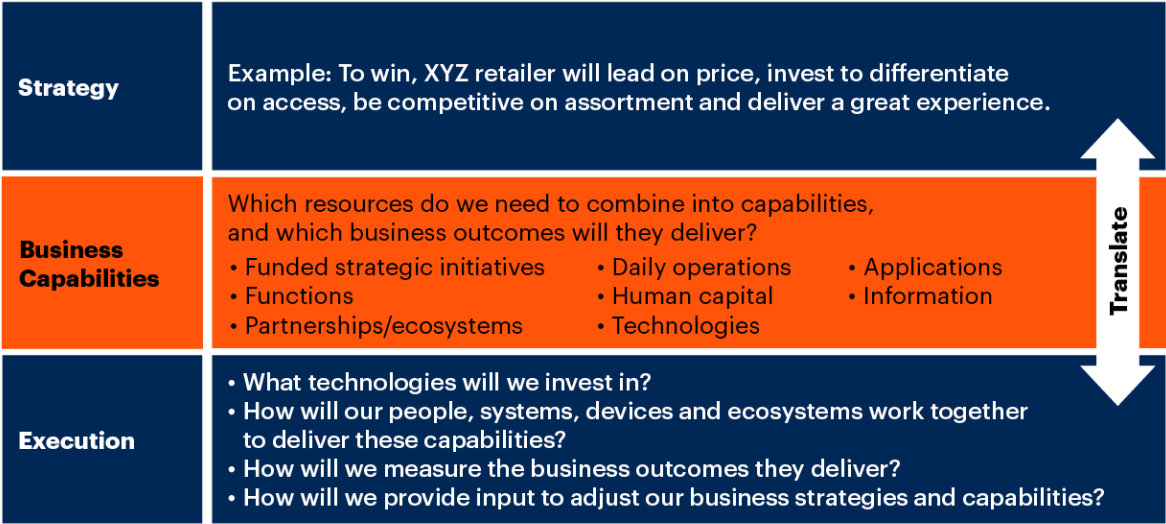 Strategy
Example: To win, XYZ retailer will lead on price, invest to differentiate
on access, be competitive on assortment and deliver a great experience.
Business
Capabilities
Which resources do we need to combine into capabilities,
and which business outcomes will they deliver?
• Funded strategic initiatives
• Functions
• Partnerships/ecosystems
• Daily operations
• Human capital
• Technologies
• Applications
• Information
Translate
Execution
• What technologies will we invest in?
• How will our people, systems, devices and ecosystems work together
to deliver these capabilities?
• How will we measure the business outcomes they deliver?
• How will we provide input to adjust our business strategies and capabilities?